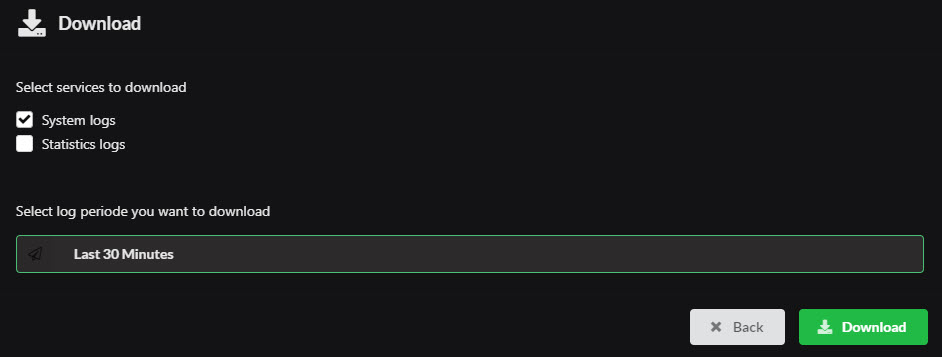 Download
Select services to download
System logs
Statistics logs
Select log periode you want to download
Last 30 Minutes
Back
Download